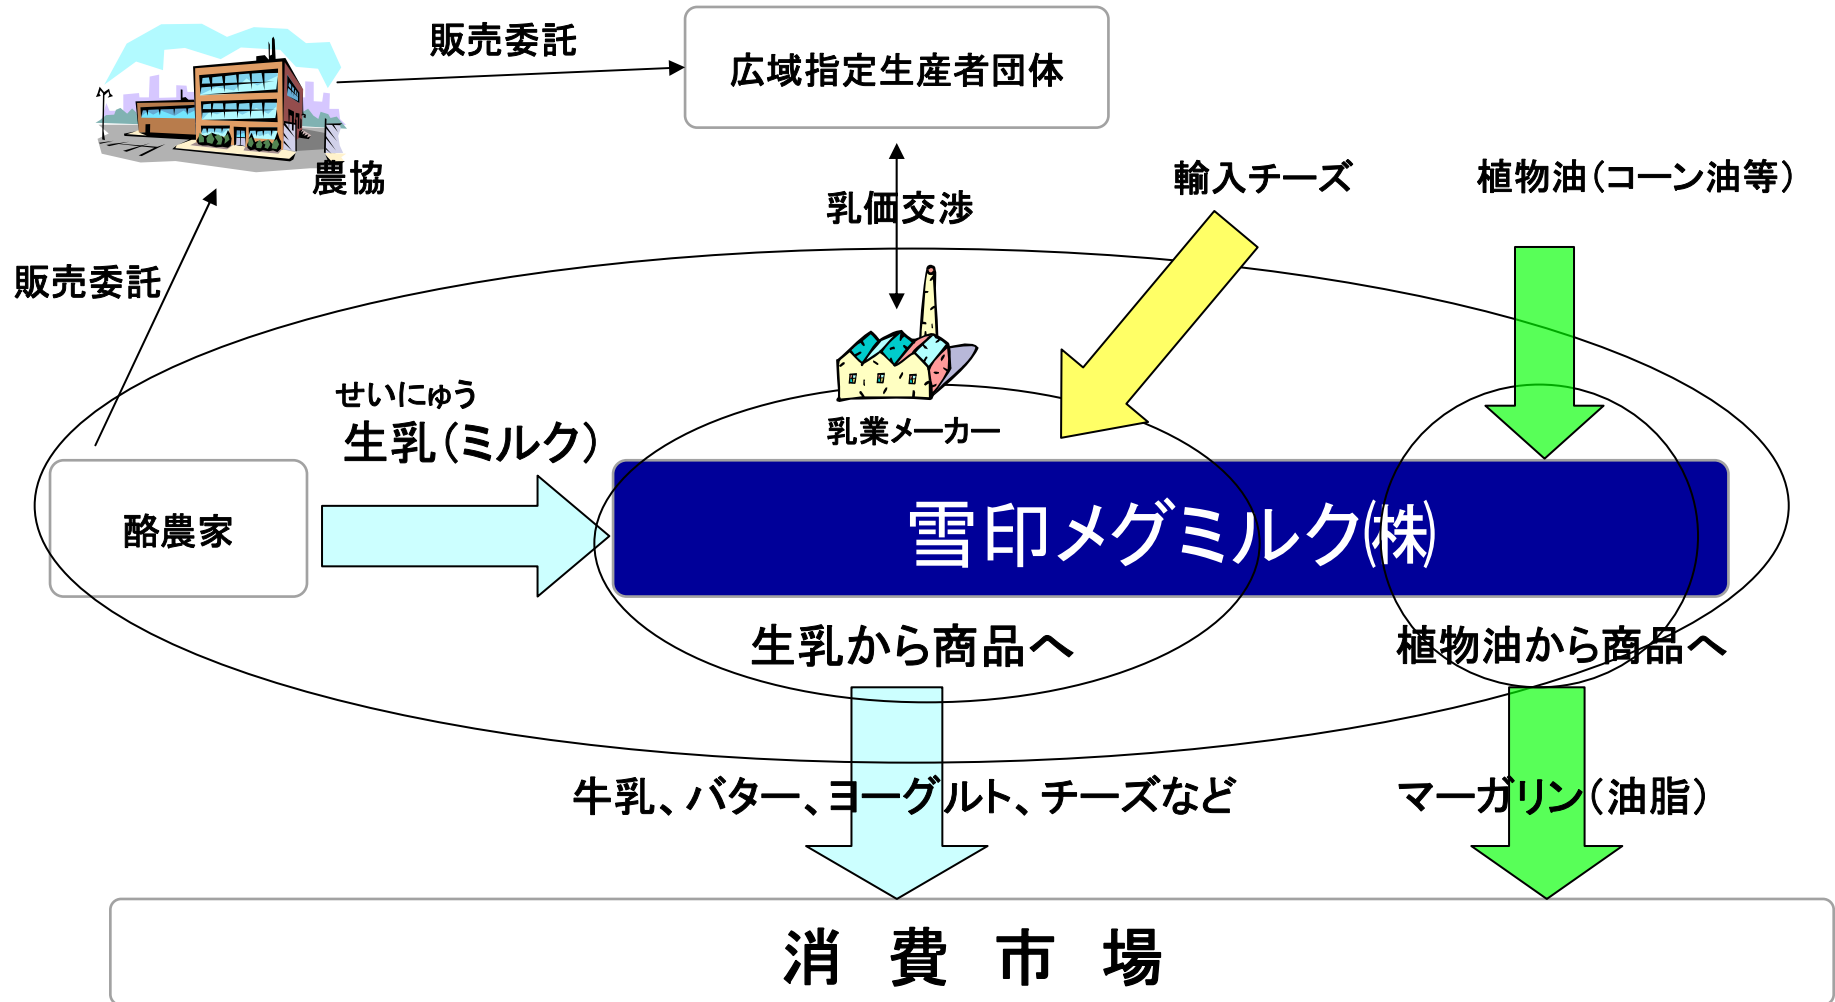 販売委託
広域指定生産者団体
農協
乳価交渉
輸入チーズ
植物油(コーン油等)
販売委託
せいにゅう
生乳(ミルク)
乳業メーカー
酪農家
雪印メグミルク㈱
生乳から商品へ
植物油から商品へ
牛乳、バター、ヨーグルト、チーズなど
マーガリン(油脂)
消費市場